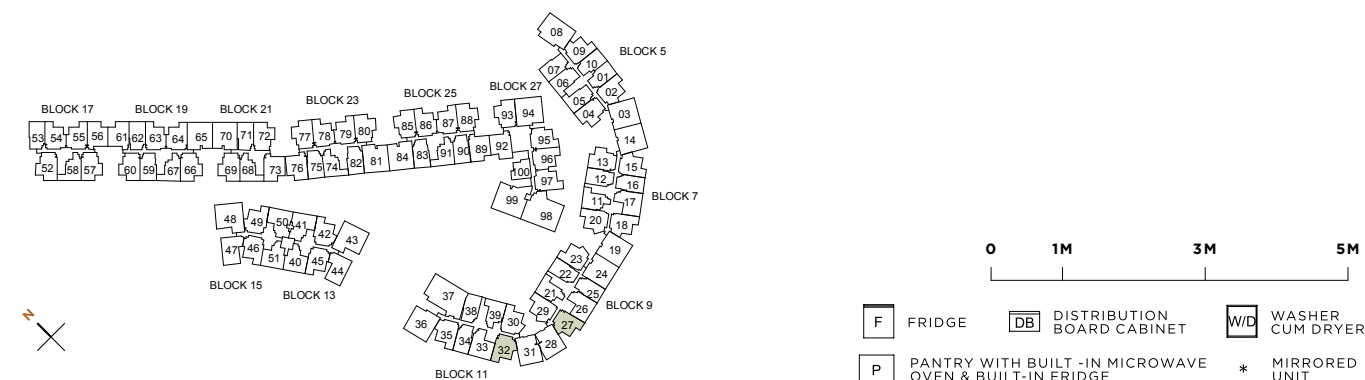 08
09
BLOCK 5
10
07
01
06
02
05
04
03
14
BLOCK 17
BLOCK 19
BLOCK 21
BLOCK 23
BLOCK 25
BLOCK 27
53 54 55 56 61 62 63 64 65 70 71 72
77 78 79 80
85 86 87 88
93 94
52 58 57 60 59 67 66 69 68 73
76 75 74 82 81 84 83 91 90 89 92
95
96
100
97
99
98
13
15
12
16
11
17
BLOCK 7
20
18
19
23
22
24
21
25
BLOCK 9
29
26
27
28
48 49 50 41 42 43
47 46 51 40 45 44
BLOCK 15
BLOCK 13
37
38 39 30
36 35 34 33 32 31
BLOCK 11
N
0 1M 3M 5M
F FRIDGE
DB DISTRIBUTION
BOARD CABINET
W/D WASHER
CUM DRYER
P PANTRY WITH BUILT -IN MICROWAVE
OVEN & BUILT-IN FRIDGE
* MIRRORED
UNIT